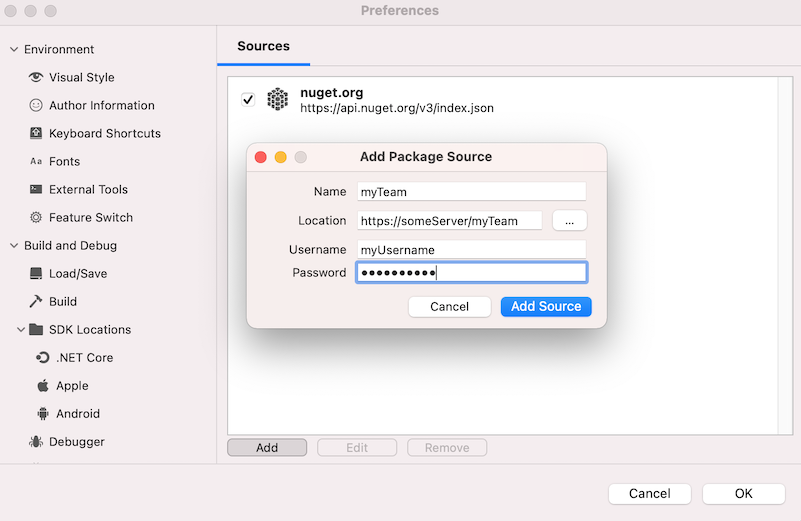 Preferences
Environment
Visual Style
Author Information
Keyboard Shortcuts
Aa Fonts
External Tools
Feature Switch
Build and Debug
Load/Save
Build
SDK Locations
.NET Core
Apple
Android
Debugger
Sources
nuget.org
https://api.nuget.org/v3/index.json
Add Package Source
Name myTeam
Location https://someServer/myTeam ...
Username myUsername
Password ●●●●●●●●●●
Cancel Add Source
Add Edit Remove
Cancel OK